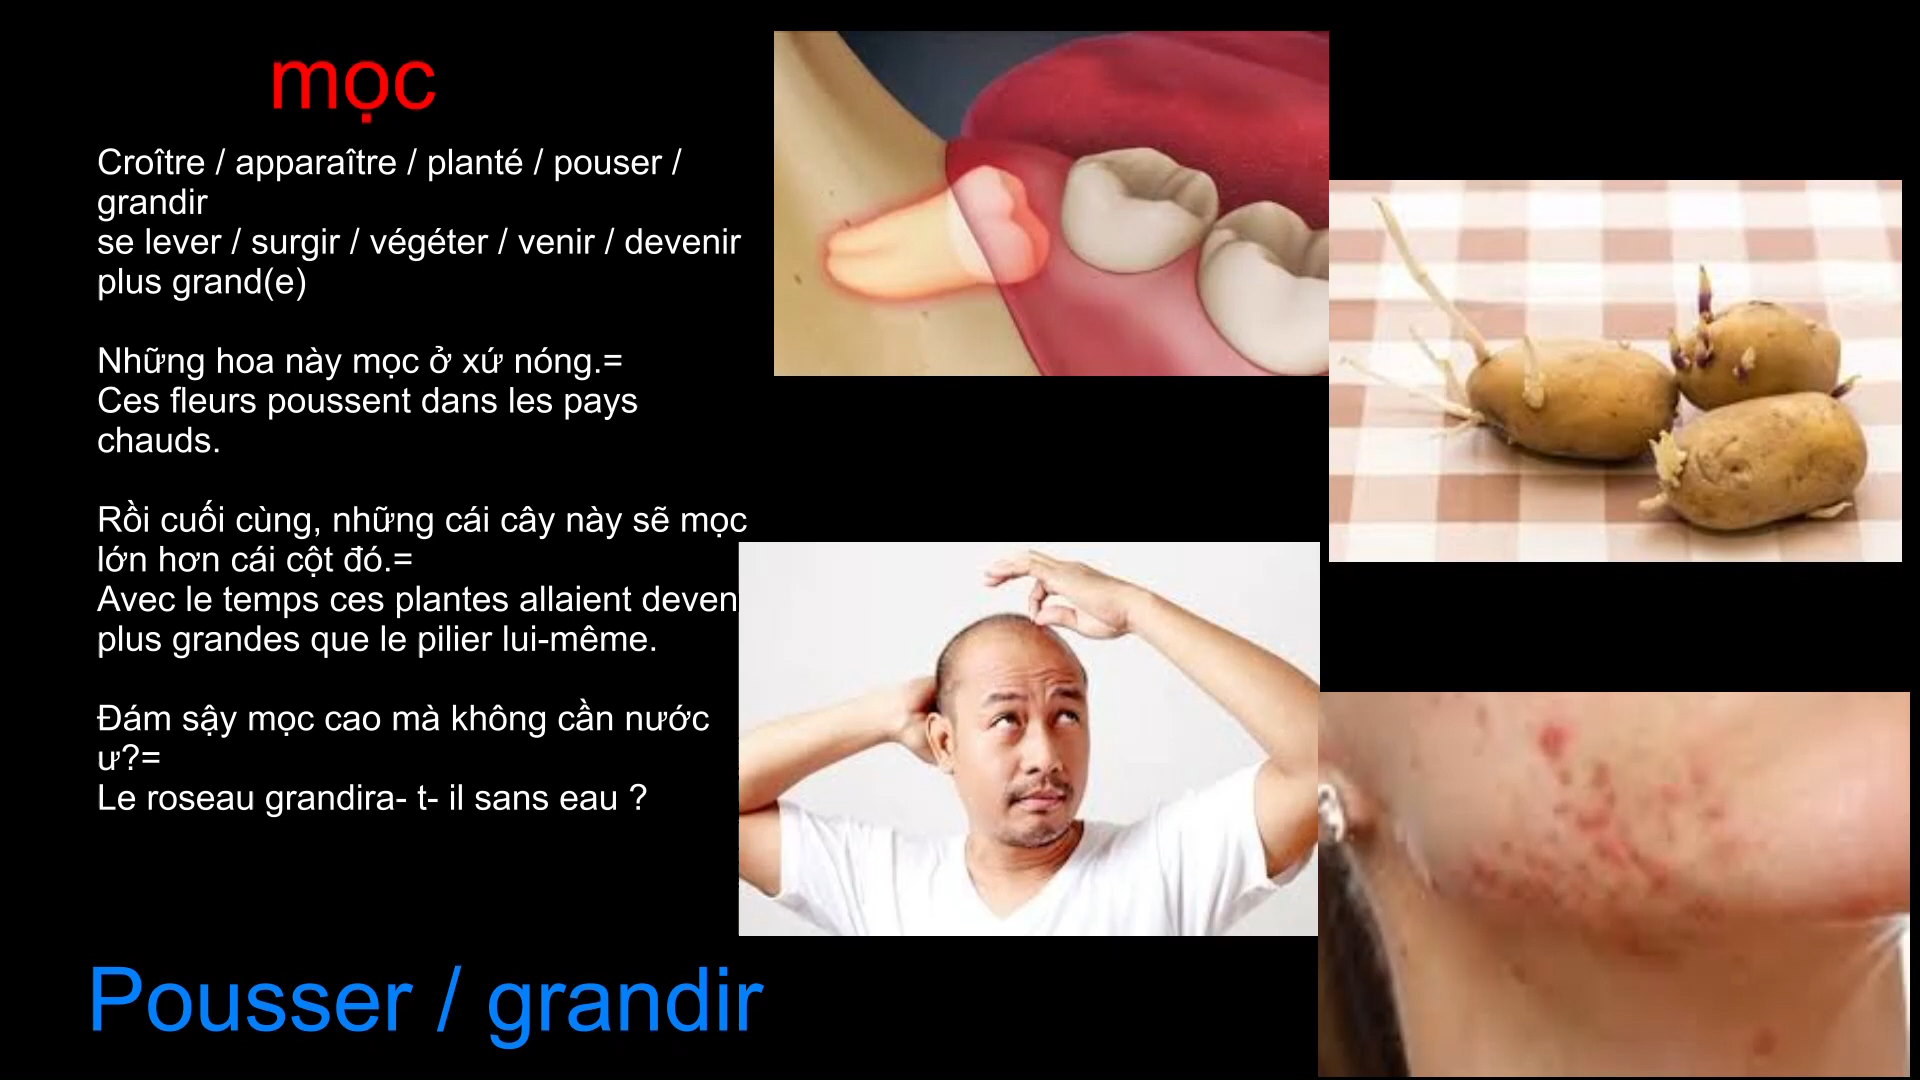 mọc
Croître / apparaître / planté / pouser /
grandir
se lever / surgir / végéter / venir / devenir
plus grand(e)
Những hoa này mọc ở xứ nóng.=
Ces fleurs poussent dans les pays
chauds.
Rồi cuối cùng, những cái cây này sẽ mọc
lớn hơn cái cột đó.=
Avec le temps ces plantes allaient deven
plus grandes que le pilier lui-même.
Đám sậy mọc cao mà không cần nước
ư?=
Le roseau grandira- t- il sans eau ?
Pousser / grandir